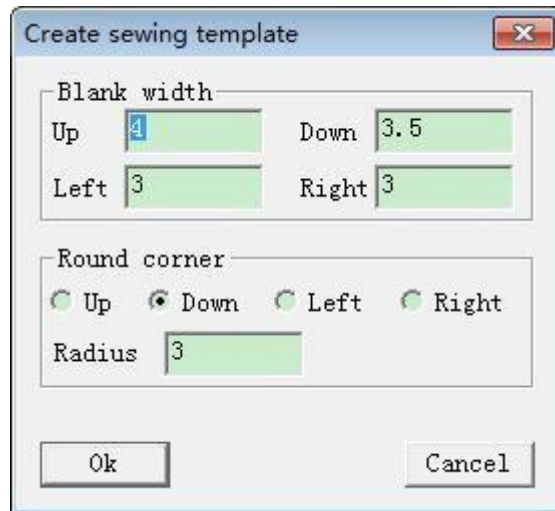 Create sewing template
Blank width
Up 4 Down 3.5
Left 3 Right 3
Round corner
Up Down Left Right
Radius 3
Ok Cancel